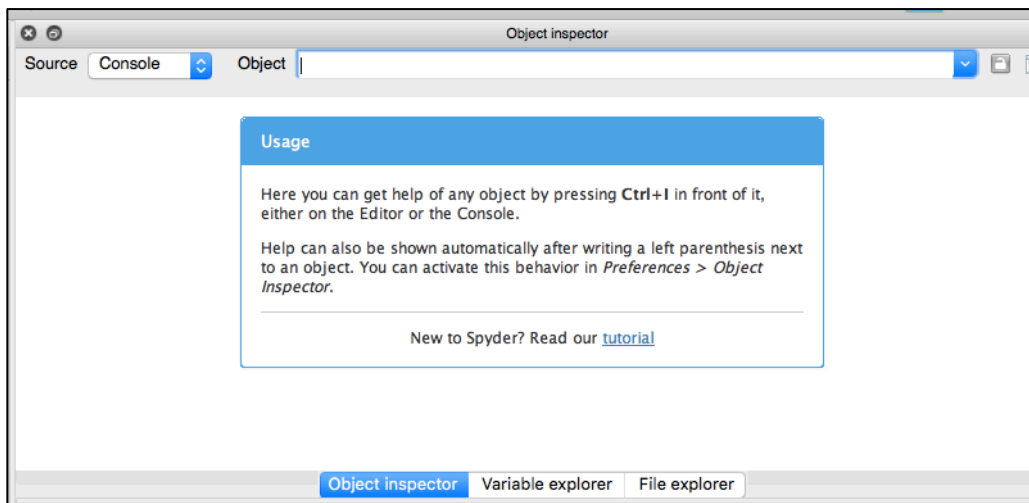 Object inspector
Source Console Object
Usage
Here you can get help of any object by pressing Ctrl+I in front of it,
either on the Editor or the Console.
Help can also be shown automatically after writing a left parenthesis next
to an object. You can activate this behavior in Preferences > Object
Inspector.
New to Spyder? Read our tutorial
Object inspector Variable explorer File explorer